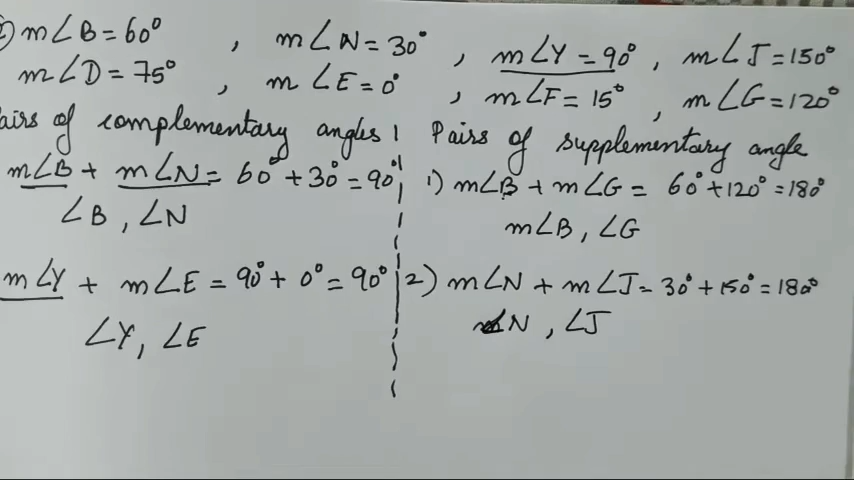 m∠B = 60° , m∠N = 30° , m∠Y = 90° , m∠J = 150°
m∠D = 75° , m∠E = 0° , m∠F = 15° , m∠G = 120°
airs of complementary angles
m∠B + m∠N = 60° + 30° = 90°
∠B , ∠N
m∠Y + m∠E = 90° + 0° = 90°
∠Y, ∠E
Pairs of supplementary angle
1) m∠B + m∠G = 60° + 120° = 180°
m∠B , ∠G
2) m∠N + m∠J = 30° + 150° = 180°
∠N , ∠J